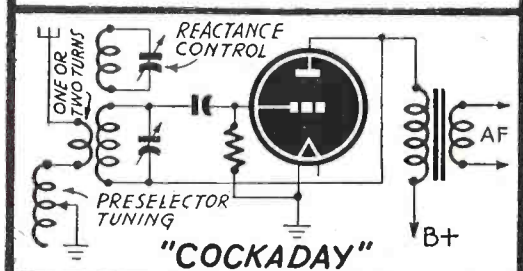 REACTANCE
CONTROL
ONE OR
TWO TURNS
PRESELECTOR
TUNING
AF
B+
"COCKADAY"